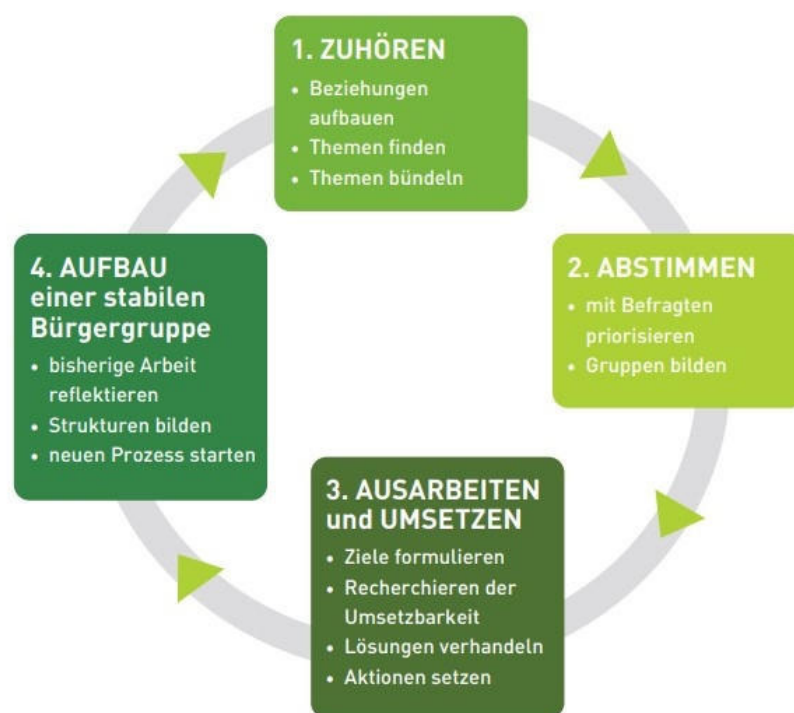 1. ZUHÖREN
• Beziehungen
aufbauen
• Themen finden
• Themen bündeln
2. ABSTIMMEN
• mit Befragten
priorisieren
• Gruppen bilden
3. AUSARBEITEN
und UMSETZEN
• Ziele formulieren
• Recherchieren der
Umsetzbarkeit
• Lösungen verhandeln
• Aktionen setzen
4. AUFBAU
einer stabilen
Bürgergruppe
• bisherige Arbeit
reflektieren
• Strukturen bilden
• neuen Prozess starten